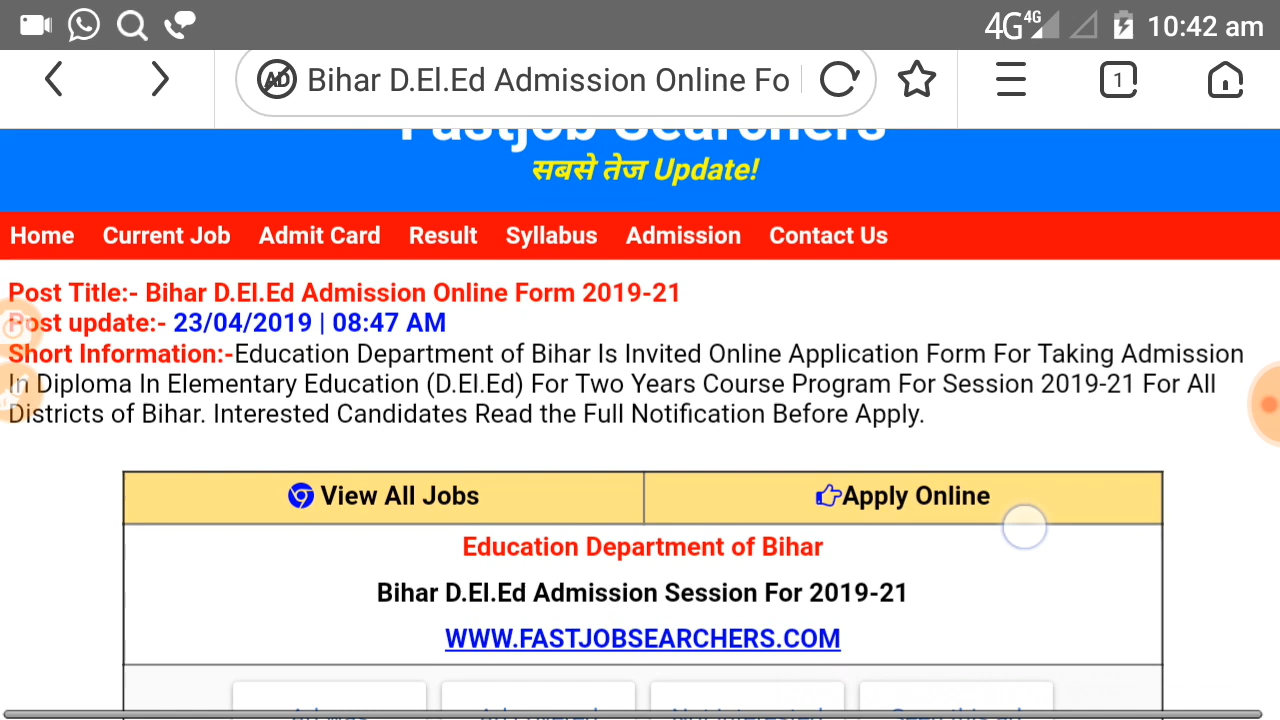 4G 4G 10:42 am
AD Bihar D.El.Ed Admission Online Fo 1
Fastjob Searchers
सबसे तेज Update!
Home Current Job Admit Card Result Syllabus Admission Contact Us
Post Title:- Bihar D.El.Ed Admission Online Form 2019-21
Post update:- 23/04/2019 | 08:47 AM
Short Information:-Education Department of Bihar Is Invited Online Application Form For Taking Admission
In Diploma In Elementary Education (D.El.Ed) For Two Years Course Program For Session 2019-21 For All
Districts of Bihar. Interested Candidates Read the Full Notification Before Apply.
View All Jobs Apply Online
Education Department of Bihar
Bihar D.El.Ed Admission Session For 2019-21
WWW.FASTJOBSEARCHERS.COM